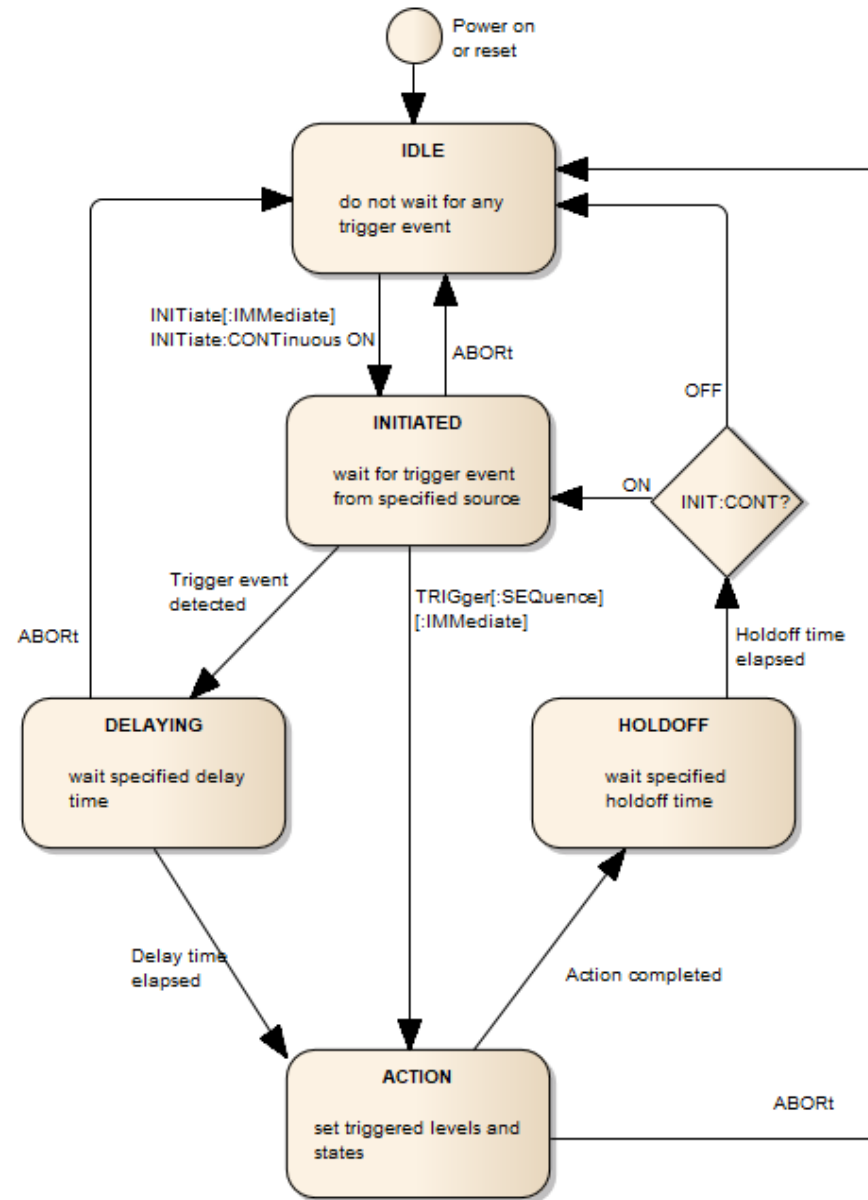 Power on
or reset
IDLE
do not wait for any
trigger event
INITiate[:IMMediate]
INITiate:CONTinuous ON
ABORt
OFF
INITIATED
wait for trigger event
from specified source
ON
INIT:CONT?
Trigger event
detected
TRIGger[:SEQuence]
[:IMMediate]
ABORt
Holdoff time
elapsed
DELAYING
wait specified delay
time
HOLDOFF
wait specified
holdoff time
Delay time
elapsed
Action completed
ACTION
set triggered levels and
states
ABORt